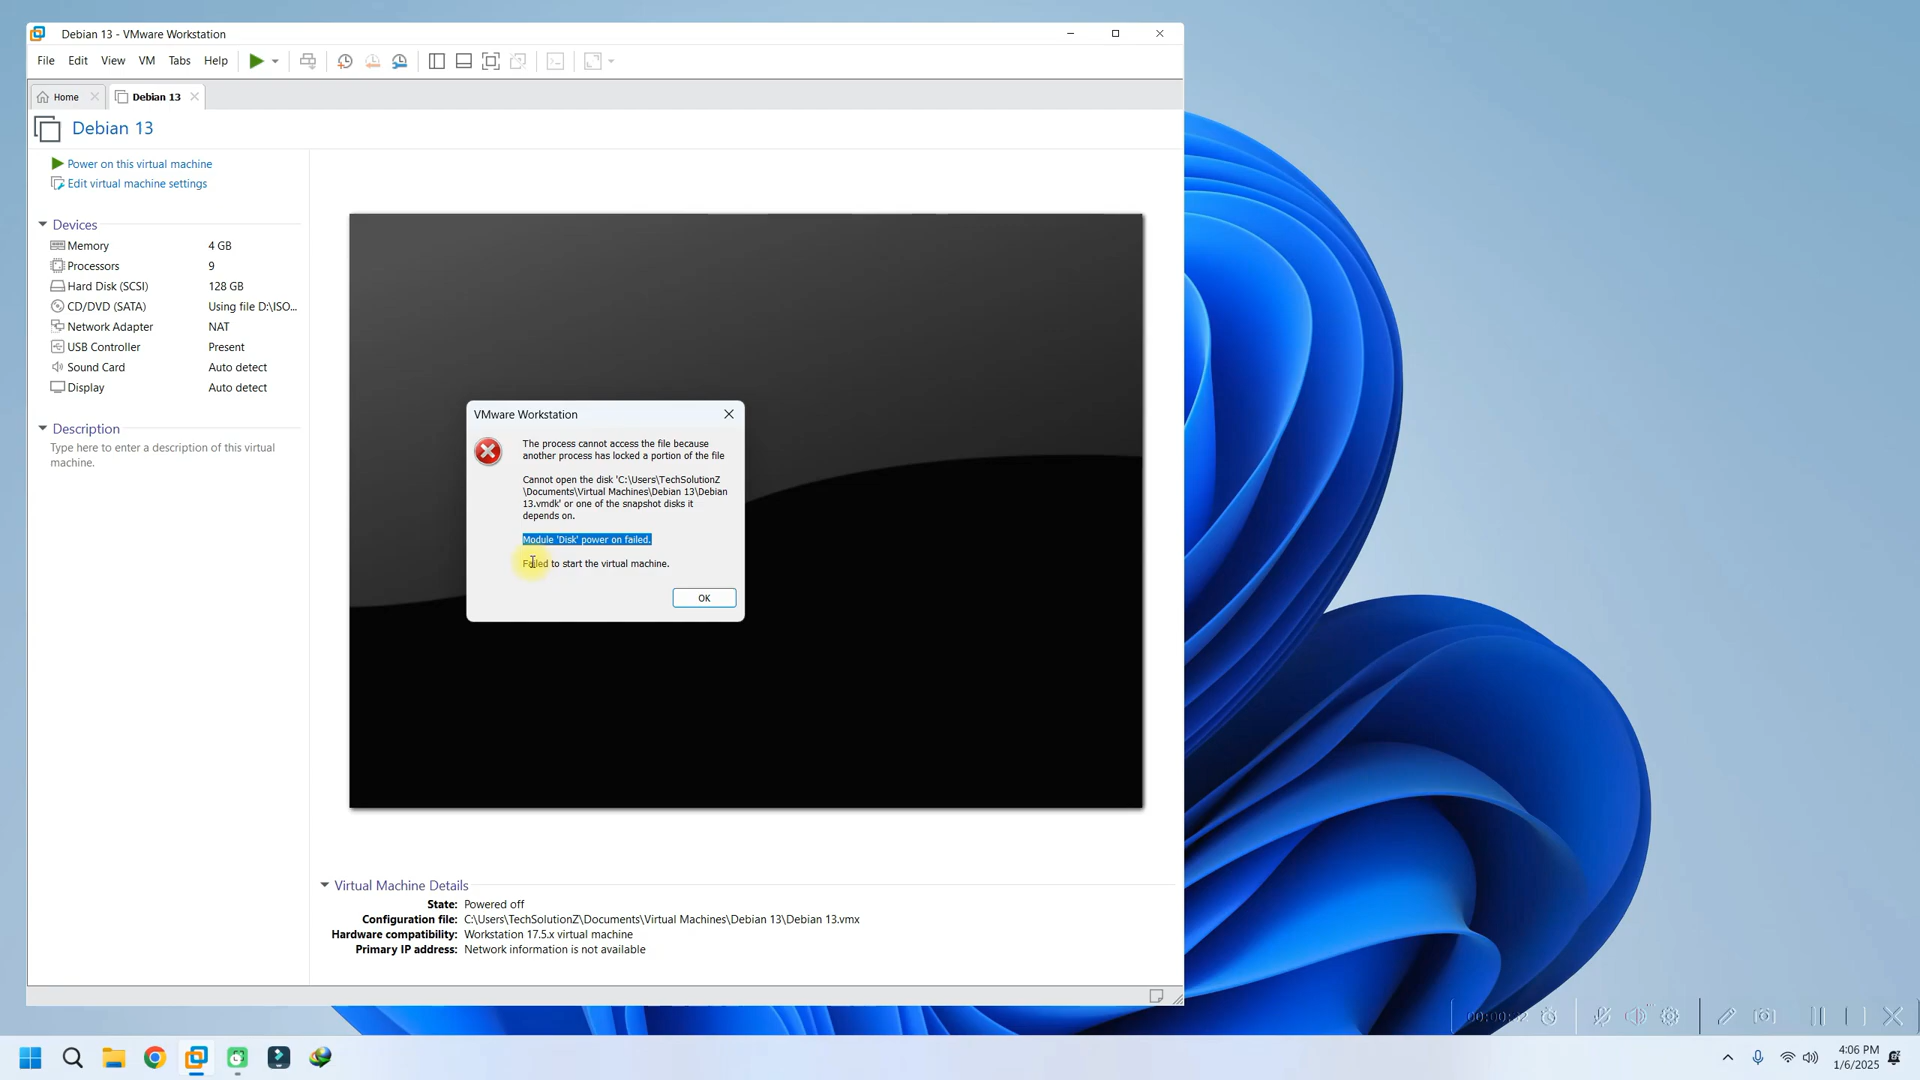 Debian 13 - VMware Workstation
File Edit View VM Tabs Help
Home Debian 13
Debian 13
Power on this virtual machine
Edit virtual machine settings
Devices
Memory 4 GB
Processors 9
Hard Disk (SCSI) 128 GB
CD/DVD (SATA) Using file D:\ISO...
Network Adapter NAT
USB Controller Present
Sound Card Auto detect
Display Auto detect
Description
Type here to enter a description of this virtual
machine.
VMware Workstation
The process cannot access the file because
another process has locked a portion of the file
Cannot open the disk 'C:\Users\TechSolutionZ
\Documents\Virtual Machines\Debian 13\Debian
13.vmdk' or one of the snapshot disks it
depends on.
Module 'Disk' power on failed.
Failed to start the virtual machine.
OK
Virtual Machine Details
State: Powered off
Configuration file: C:\Users\TechSolutionZ\Documents\Virtual Machines\Debian 13\Debian 13.vmx
Hardware compatibility: Workstation 17.5.x virtual machine
Primary IP address: Network information is not available
4:06 PM
1/6/2025